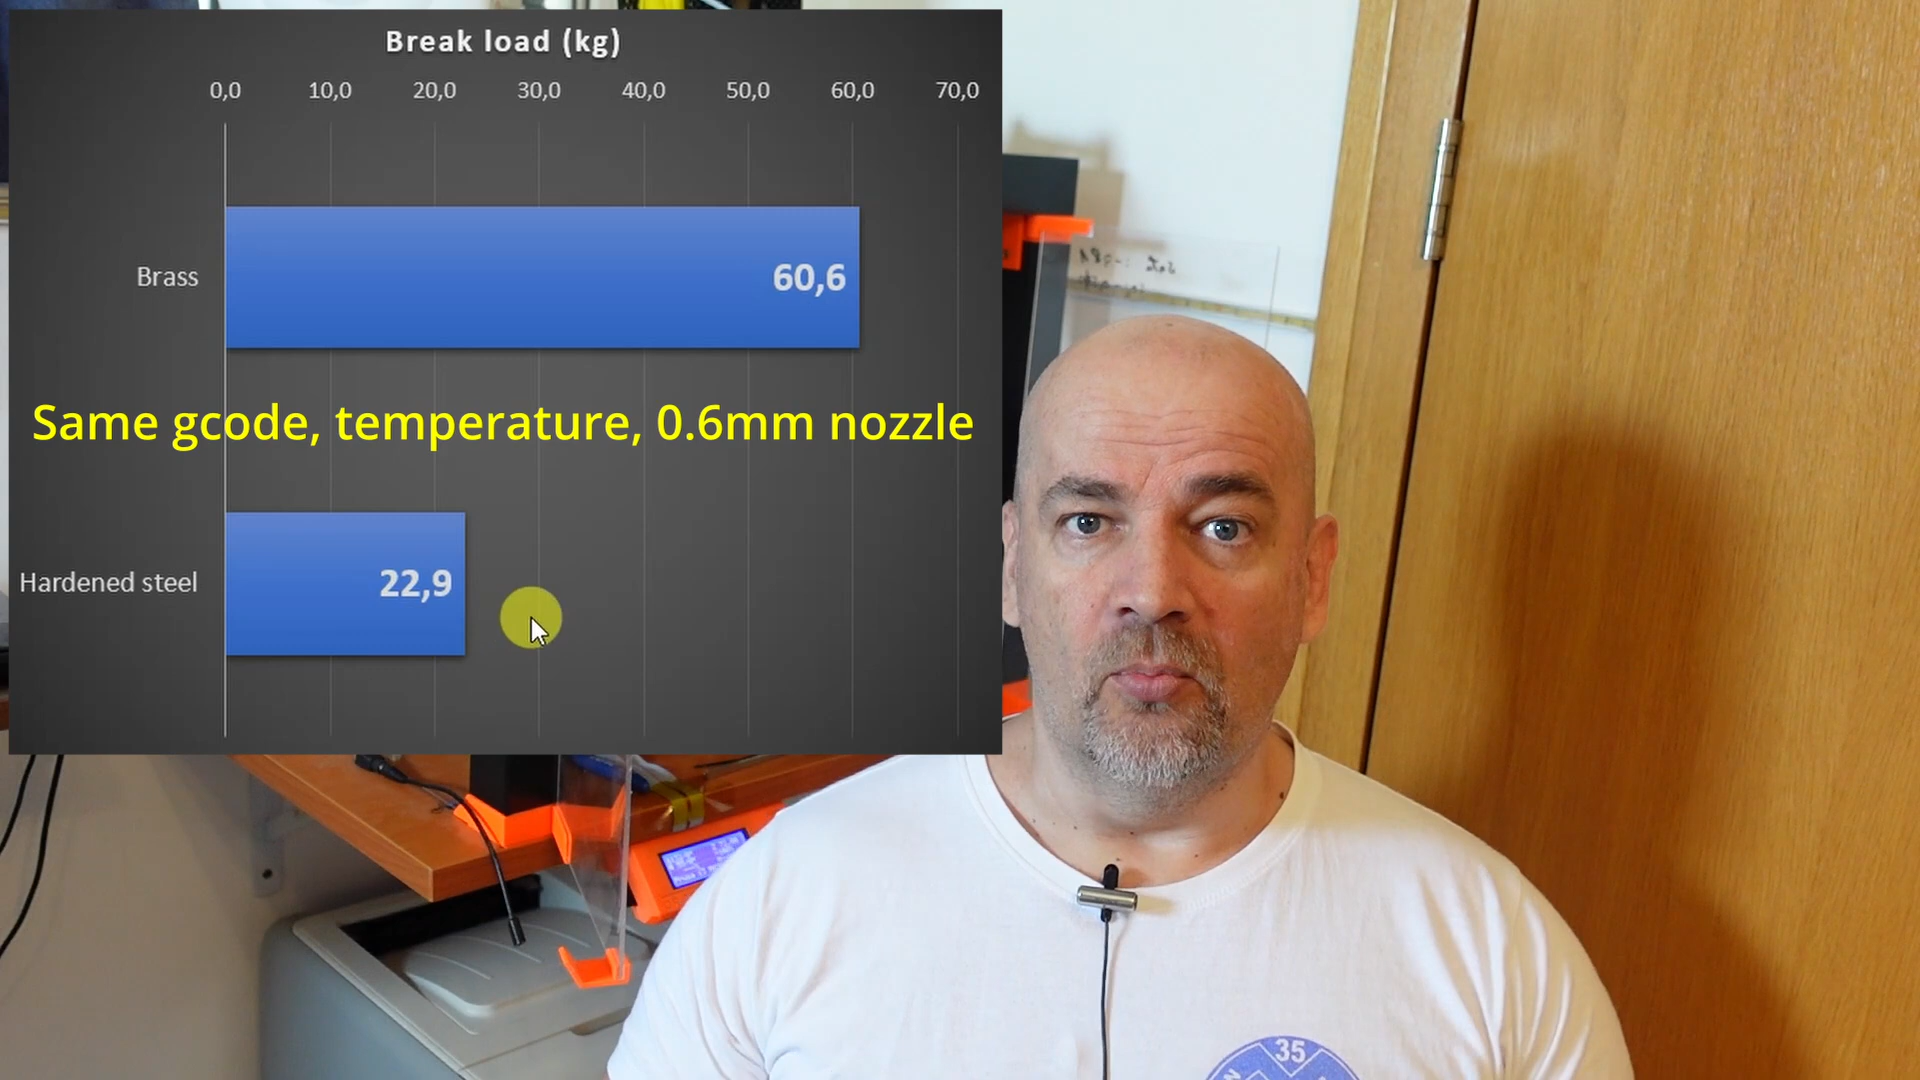 Break load (kg)
0,0 10,0 20,0 30,0 40,0 50,0 60,0 70,0
Brass 60,6
Same gcode, temperature, 0.6mm nozzle
Hardened steel 22,9
35